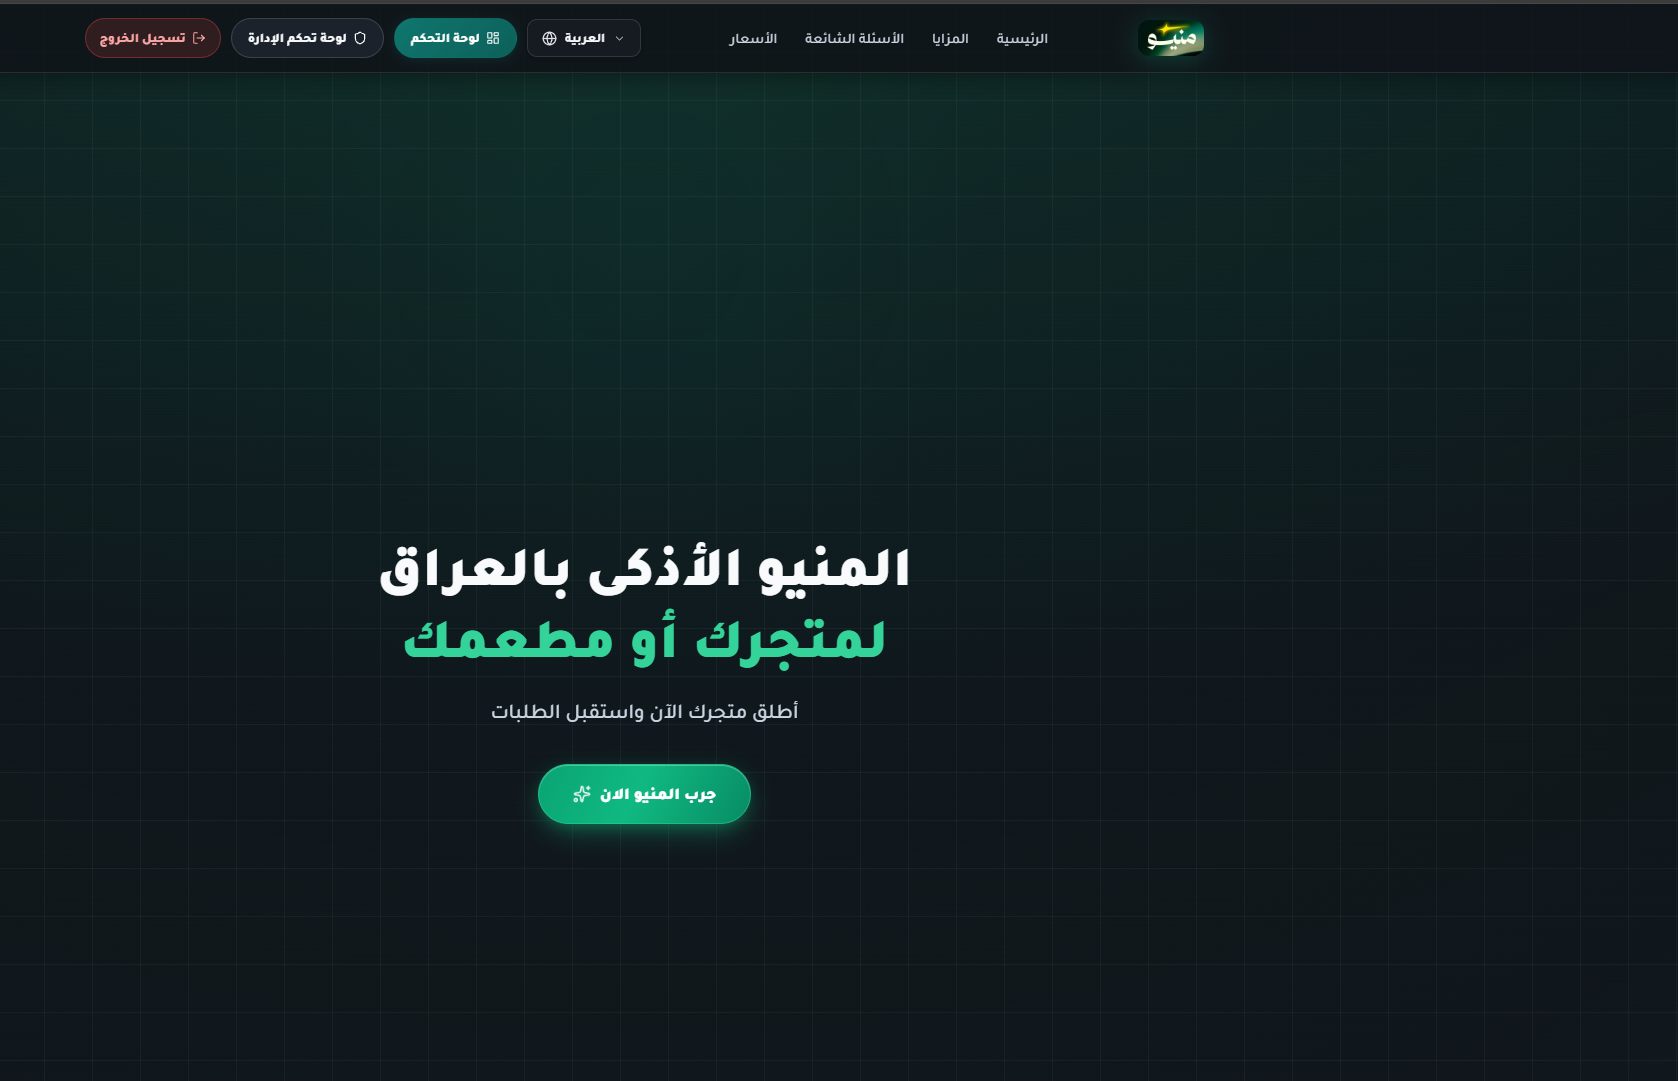 منيو
الرئيسية
المزايا
الأسئلة الشائعة
الأسعار
العربية
لوحة التحكم
لوحة تحكم الإدارة
تسجيل الخروج
المنيو الأذكى بالعراق
لمتجرك أو مطعمك
أطلق متجرك الآن واستقبل الطلبات
جرب المنيو الان